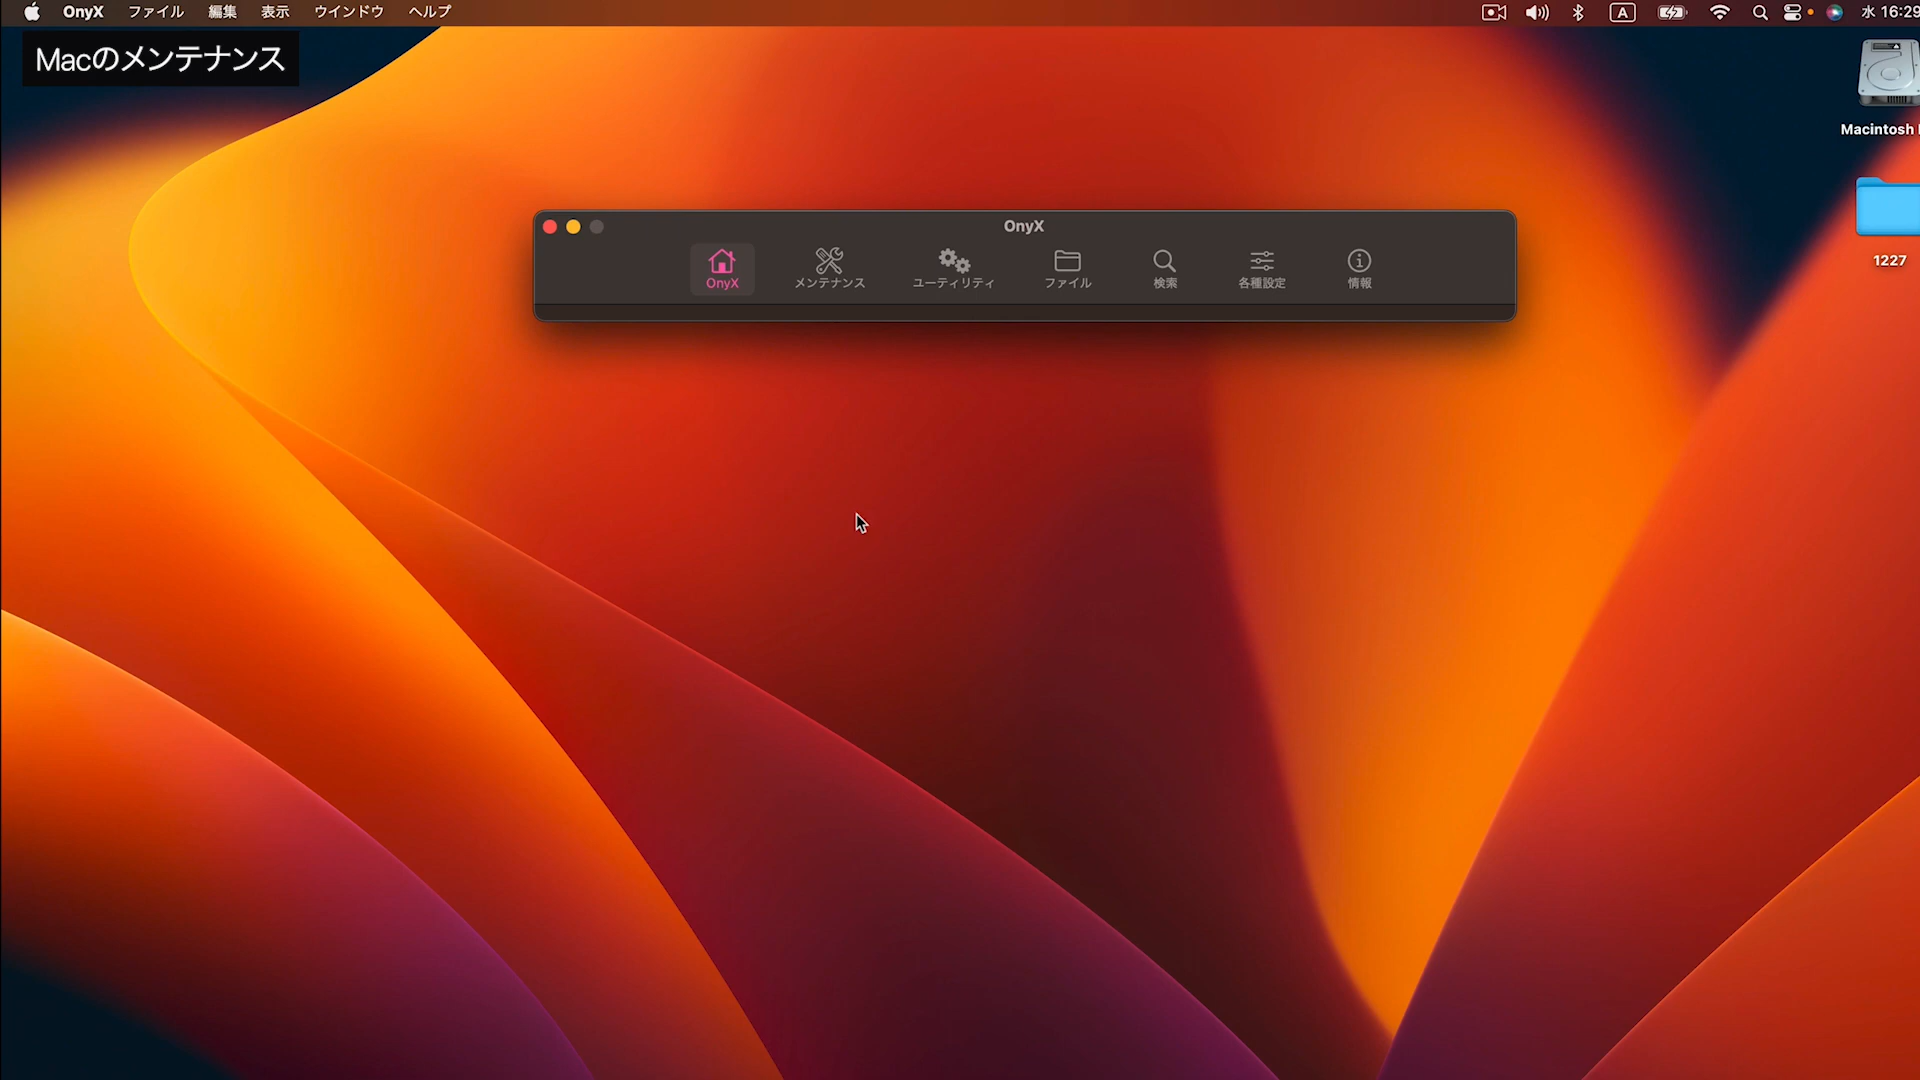 OnyX ファイル 編集 表示 ウインドウ ヘルプ A 水 16:29
Macのメンテナンス
Macintosh
1227
OnyX
OnyX メンテナンス ユーティリティ ファイル 検索 各種設定 情報